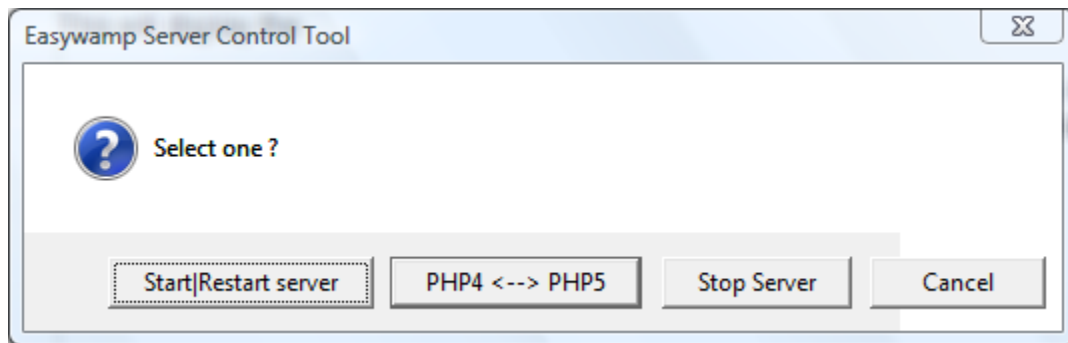 Easywamp Server Control Tool
Select one ?
Start|Restart server
PHP4 <--> PHP5
Stop Server
Cancel